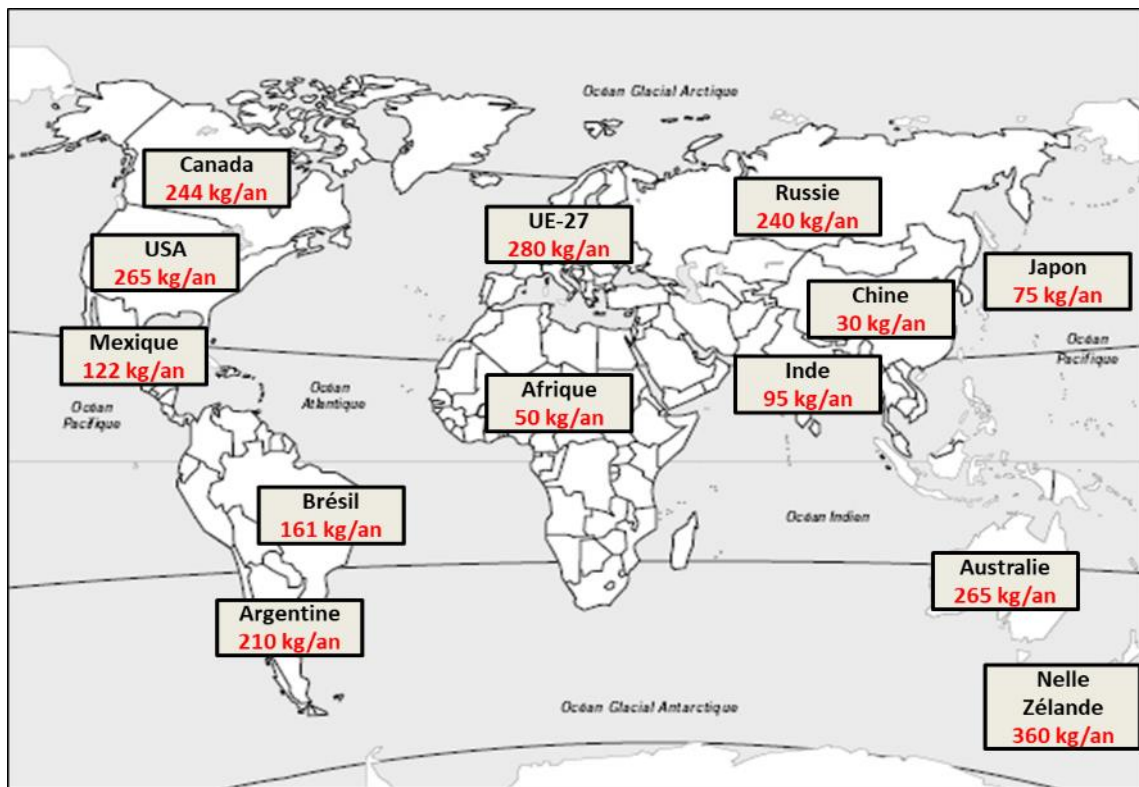 Océan Glacial Arctique
Canada
244 kg/an
Russie
240 kg/an
UE-27
280 kg/an
USA
265 kg/an
Japon
75 kg/an
Chine
30 kg/an
Mexique
122 kg/an
Océan
Pacifique
Inde
95 kg/an
Afrique
50 kg/an
Océan
Atlantique
Océan
Pacifique
Brésil
161 kg/an
Océan Indien
Australie
265 kg/an
Argentine
210 kg/an
Nelle
Zélande
360 kg/an
Océan Glacial Antarctique